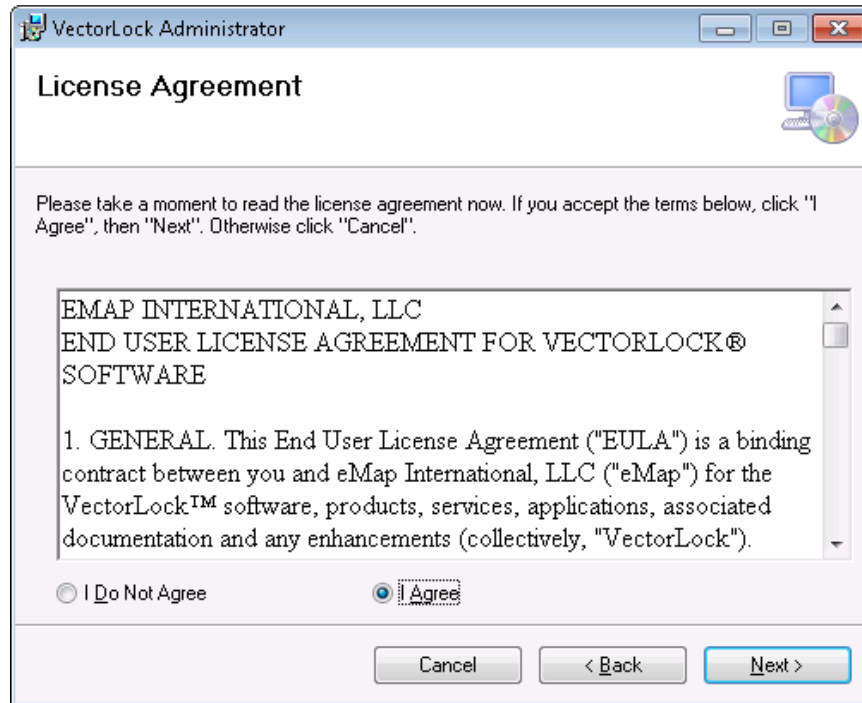 VectorLock Administrator
License Agreement
Please take a moment to read the license agreement now. If you accept the terms below, click "I
Agree", then "Next". Otherwise click "Cancel".
EMAP INTERNATIONAL, LLC
END USER LICENSE AGREEMENT FOR VECTORLOCK®
SOFTWARE
1. GENERAL. This End User License Agreement ("EULA") is a binding
contract between you and eMap International, LLC ("eMap") for the
VectorLock™ software, products, services, applications, associated
documentation and any enhancements (collectively, "VectorLock").
I Do Not Agree
I Agree
Cancel
< Back
Next >